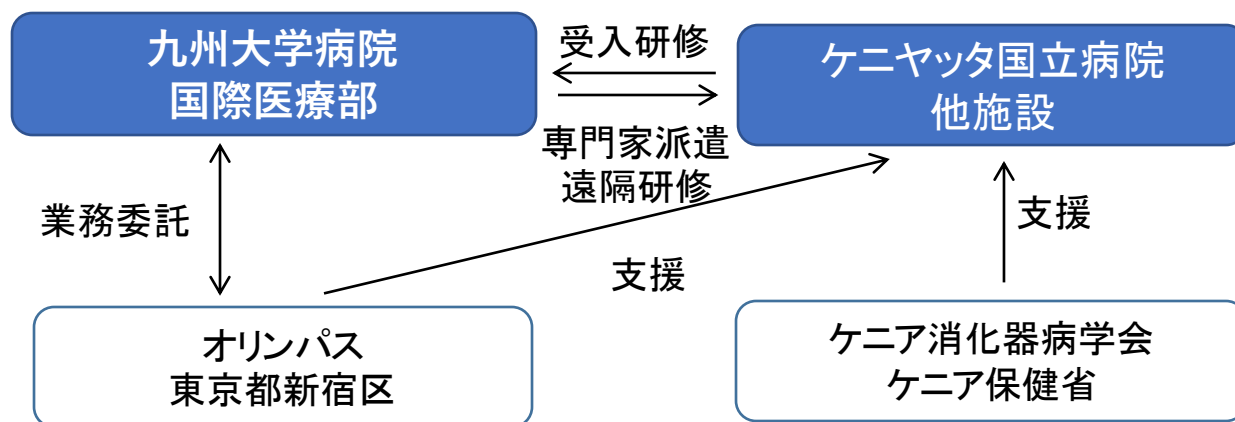 九州大学病院
国際医療部
受入研修
ケニヤッタ国立病院
他施設
専門家派遣
遠隔研修
業務委託
支援
支援
オリンパス
東京都新宿区
ケニア消化器病学会
ケニア保健省